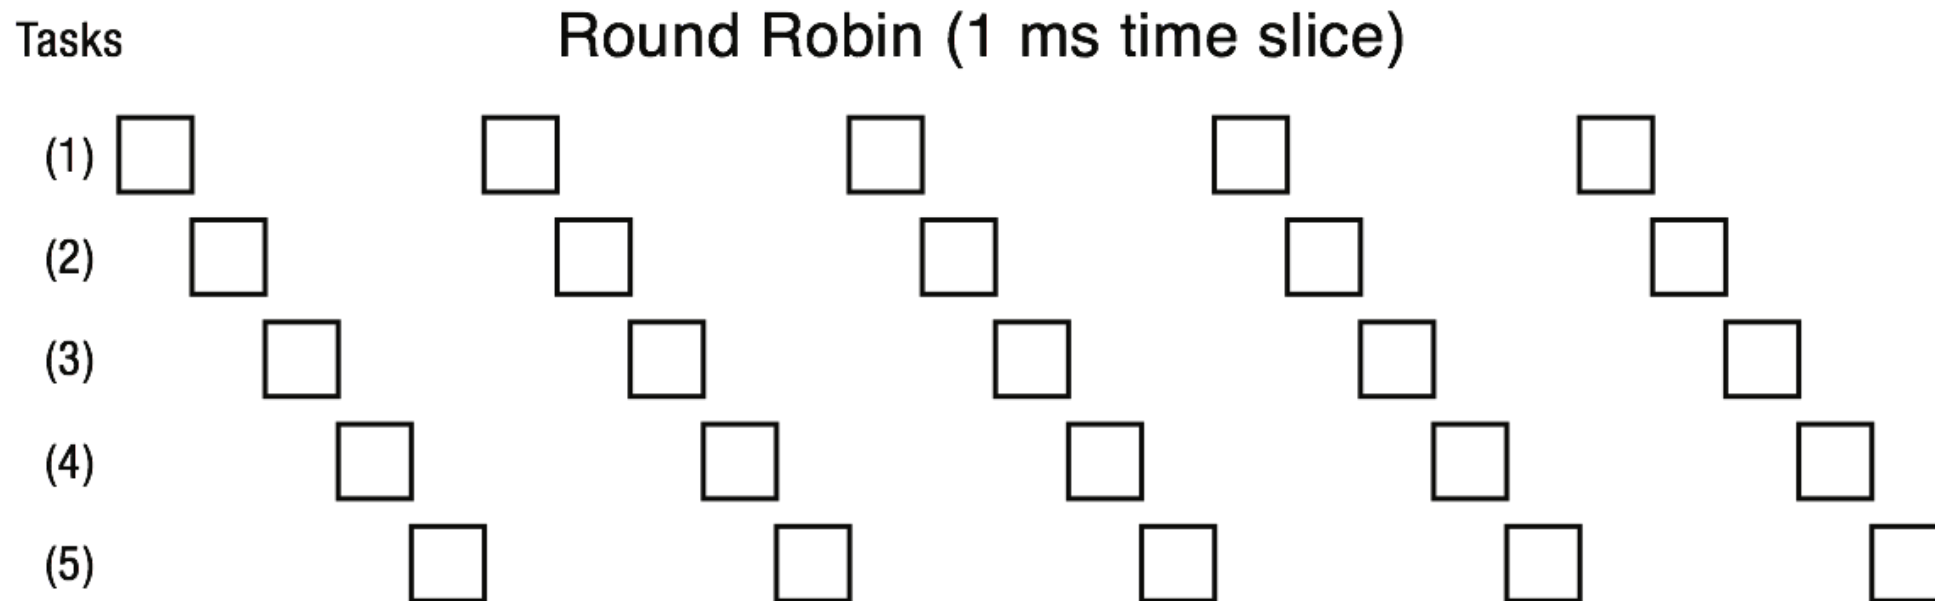 Tasks
Round Robin (1 ms time slice)
(1)
(2)
(3)
(4)
(5)